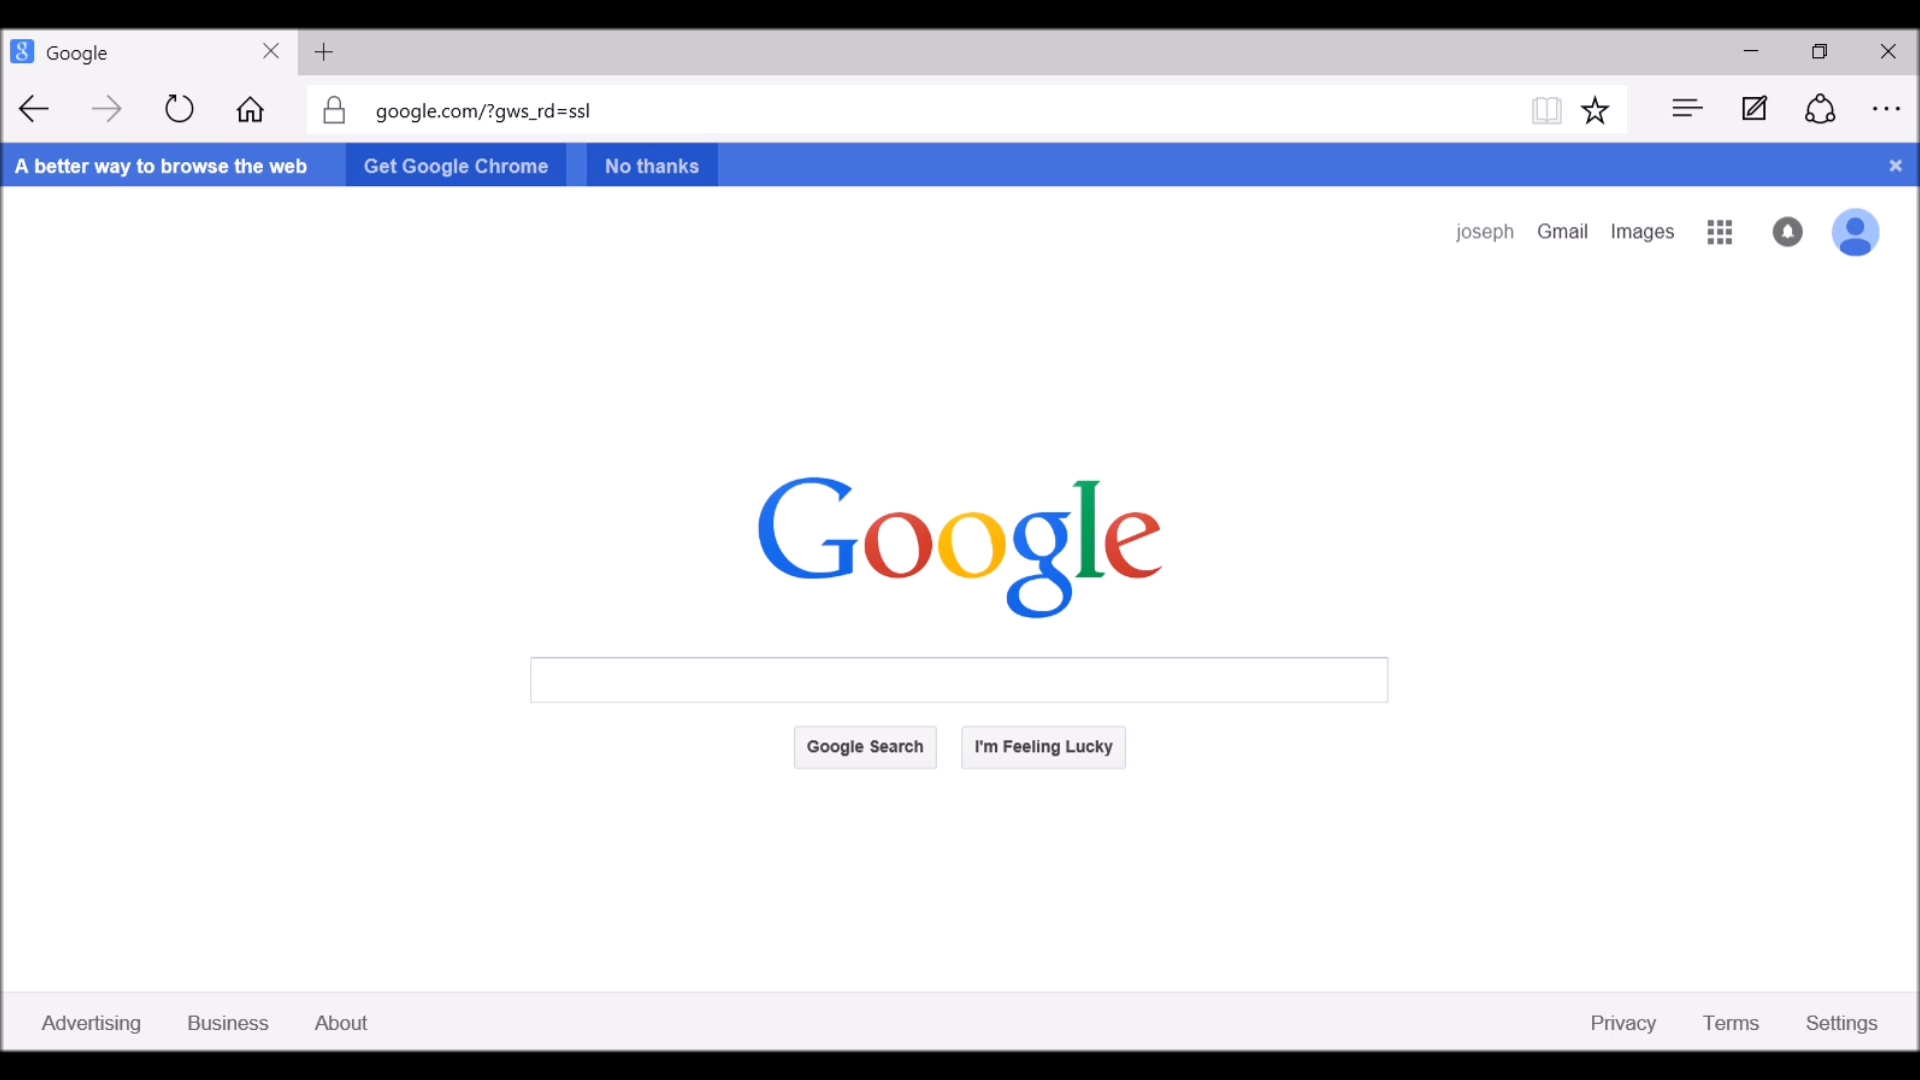 Google
google.com/?gws_rd=ssl
A better way to browse the web Get Google Chrome No thanks
joseph Gmail Images
Google
Google Search I'm Feeling Lucky
Advertising Business About Privacy Terms Settings